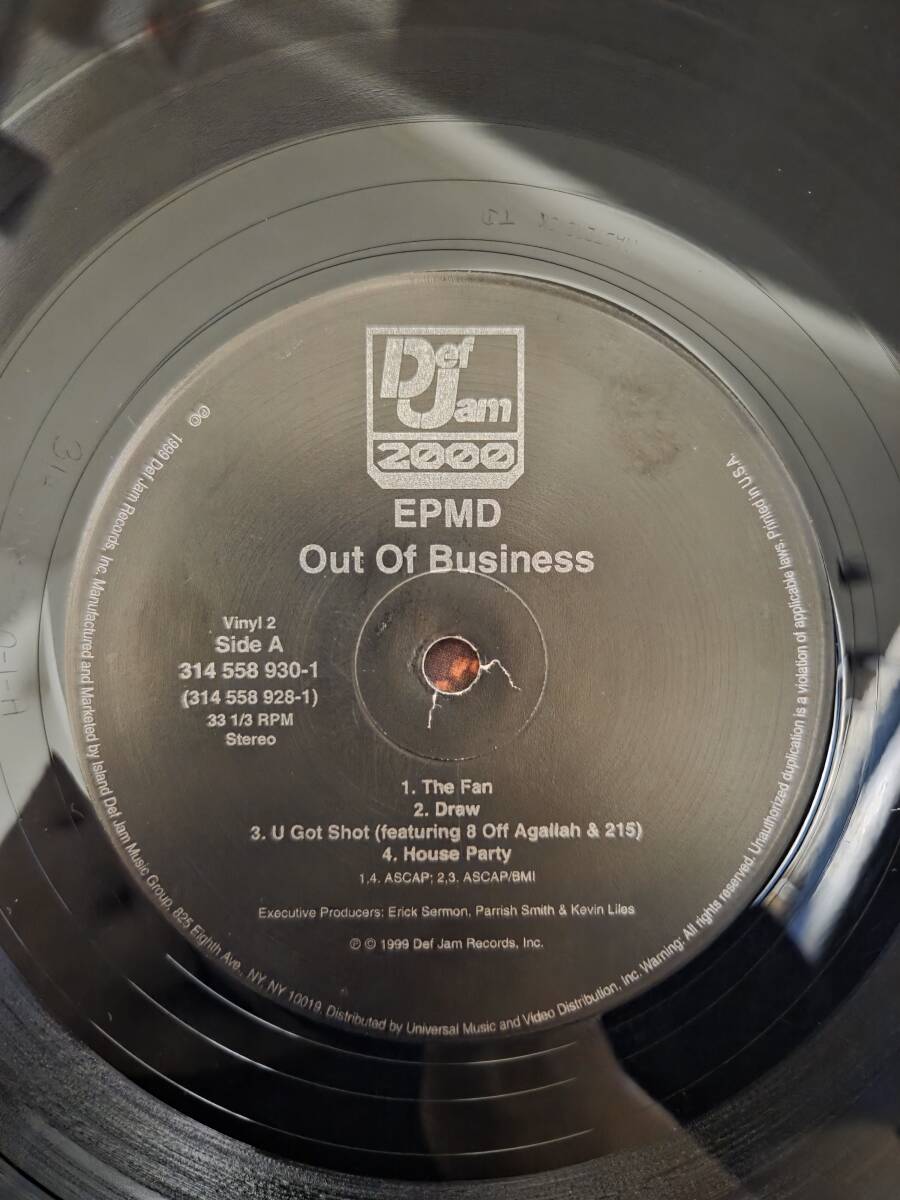 Def
Jam
2000
EPMD
Out Of Business
Vinyl 2
Side A
314 558 930-1
(314 558 928-1)
33 1/3 RPM
Stereo
1. The Fan
2. Draw
3. U Got Shot (featuring 8 Off Agallah & 215)
4. House Party
1,4. ASCAP; 2,3. ASCAP/BMI
Executive Producers: Erick Sermon, Parrish Smith & Kevin Liles
℗ © 1999 Def Jam Records, Inc.
℗© 1999 Def Jam Records, Inc. Manufactured and Marketed by Island Def Jam Music Group, 825 Eighth Ave., NY, NY 10019. Distributed by Universal Music and Video Distribution, Inc. Warning: All rights reserved. Unauthorized duplication is a violation of applicable laws. Printed in U.S.A.